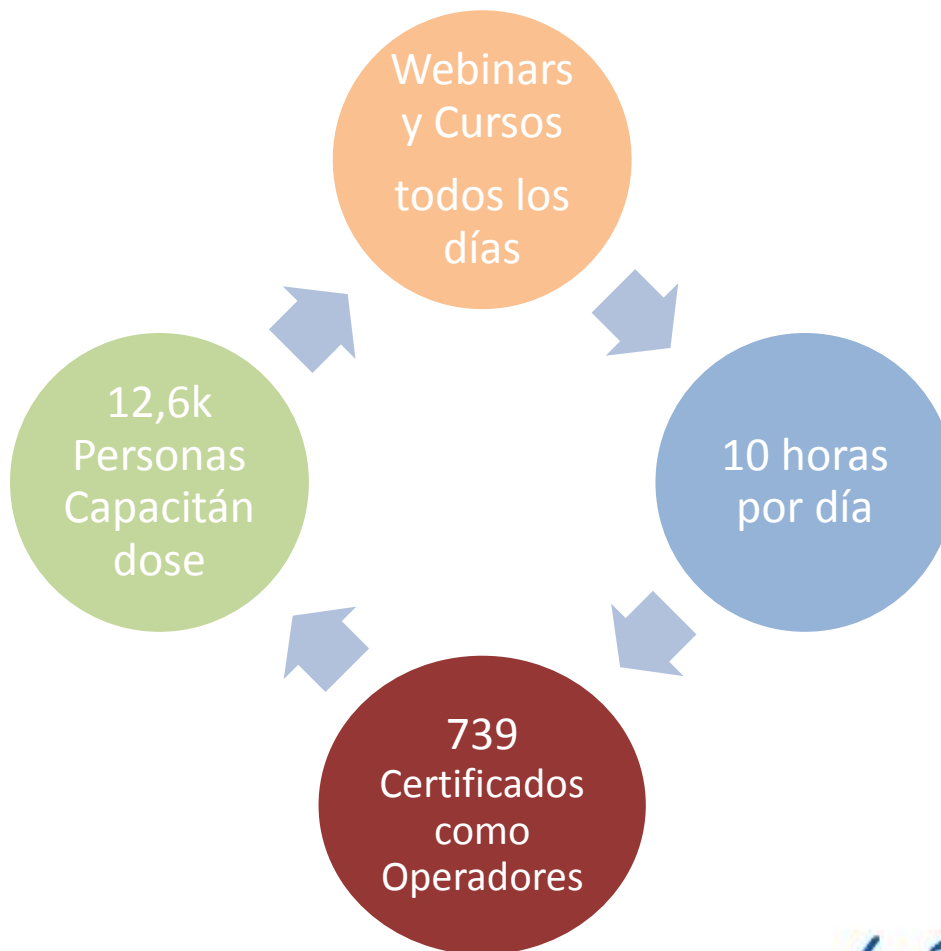 Webinars
y Cursos
todos los
días
10 horas
por día
739
Certificados
como
Operadores
12,6k
Personas
Capacitán
dose